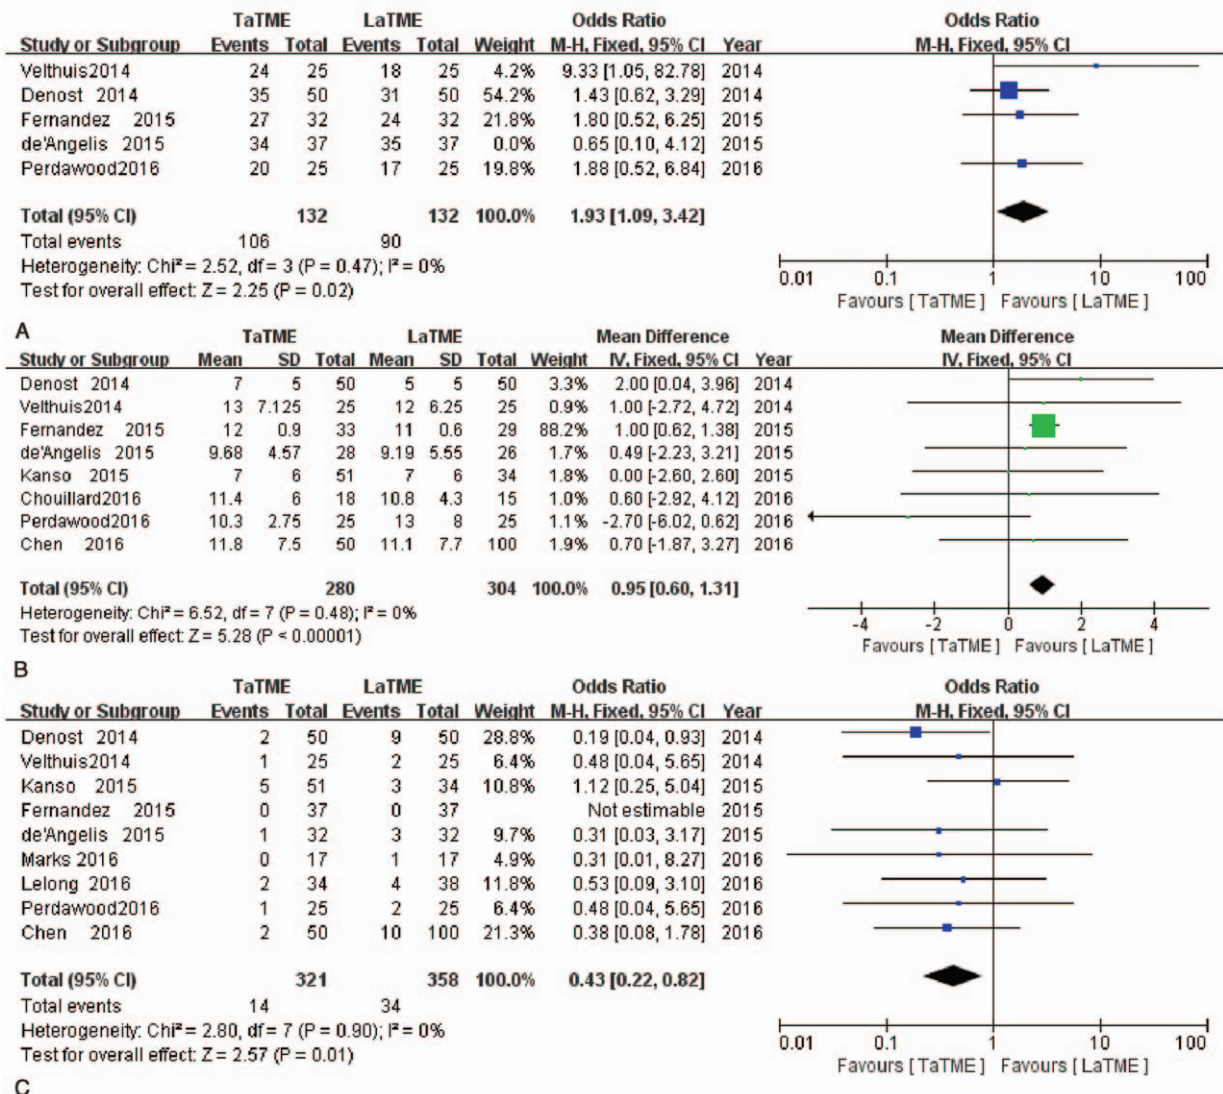 TaTME LaTME Odds Ratio Odds Ratio
Study or Subgroup Events Total Events Total Weight M-H, Fixed, 95% CI Year M-H, Fixed, 95% CI
Velthuis2014 24 25 18 25 4.2% 9.33 [1.05, 82.78] 2014
Denost 2014 35 50 31 50 54.2% 1.43 [0.62, 3.29] 2014
Fernandez 2015 27 32 24 32 21.8% 1.80 [0.52, 6.25] 2015
de'Angelis 2015 34 37 35 37 0.0% 0.65 [0.10, 4.12] 2015
Perdawood2016 20 25 17 25 19.8% 1.88 [0.52, 6.84] 2016
Total (95% CI) 132 132 100.0% 1.93 [1.09, 3.42]
Total events 106 90
Heterogeneity: Chi² = 2.52, df = 3 (P = 0.47); I² = 0%
Test for overall effect: Z = 2.25 (P = 0.02)
0.01 0.1 1 10 100
Favours [TaTME] Favours [LaTME]
A
TaTME LaTME Mean Difference Mean Difference
Study or Subgroup Mean SD Total Mean SD Total Weight IV, Fixed, 95% CI Year IV, Fixed, 95% CI
Denost 2014 7 5 50 5 5 50 3.3% 2.00 [0.04, 3.96] 2014
Velthuis2014 13 7.125 25 12 6.25 25 0.9% 1.00 [-2.72, 4.72] 2014
Fernandez 2015 12 0.9 33 11 0.6 29 88.2% 1.00 [0.62, 1.38] 2015
de'Angelis 2015 9.68 4.57 28 9.19 5.55 26 1.7% 0.49 [-2.23, 3.21] 2015
Kanso 2015 7 6 51 7 6 34 1.8% 0.00 [-2.60, 2.60] 2015
Chouillard2016 11.4 6 18 10.8 4.3 15 1.0% 0.60 [-2.92, 4.12] 2016
Perdawood2016 10.3 2.75 25 13 8 25 1.1% -2.70 [-6.02, 0.62] 2016
Chen 2016 11.8 7.5 50 11.1 7.7 100 1.9% 0.70 [-1.87, 3.27] 2016
Total (95% CI) 280 304 100.0% 0.95 [0.60, 1.31]
Heterogeneity: Chi² = 6.52, df = 7 (P = 0.48); I² = 0%
Test for overall effect: Z = 5.28 (P < 0.00001)
-4 -2 0 2 4
Favours [TaTME] Favours [LaTME]
B
TaTME LaTME Odds Ratio Odds Ratio
Study or Subgroup Events Total Events Total Weight M-H, Fixed, 95% CI Year M-H, Fixed, 95% CI
Denost 2014 2 50 9 50 28.8% 0.19 [0.04, 0.93] 2014
Velthuis2014 1 25 2 25 6.4% 0.48 [0.04, 5.65] 2014
Kanso 2015 5 51 3 34 10.8% 1.12 [0.25, 5.04] 2015
Fernandez 2015 0 37 0 37 Not estimable 2015
de'Angelis 2015 1 32 3 32 9.7% 0.31 [0.03, 3.17] 2015
Marks 2016 0 17 1 17 4.9% 0.31 [0.01, 8.27] 2016
Lelong 2016 2 34 4 38 11.8% 0.53 [0.09, 3.10] 2016
Perdawood2016 1 25 2 25 6.4% 0.48 [0.04, 5.65] 2016
Chen 2016 2 50 10 100 21.3% 0.38 [0.08, 1.78] 2016
Total (95% CI) 321 358 100.0% 0.43 [0.22, 0.82]
Total events 14 34
Heterogeneity: Chi² = 2.80, df = 7 (P = 0.90); I² = 0%
Test for overall effect: Z = 2.57 (P = 0.01)
0.01 0.1 1 10 100
Favours [TaTME] Favours [LaTME]
C